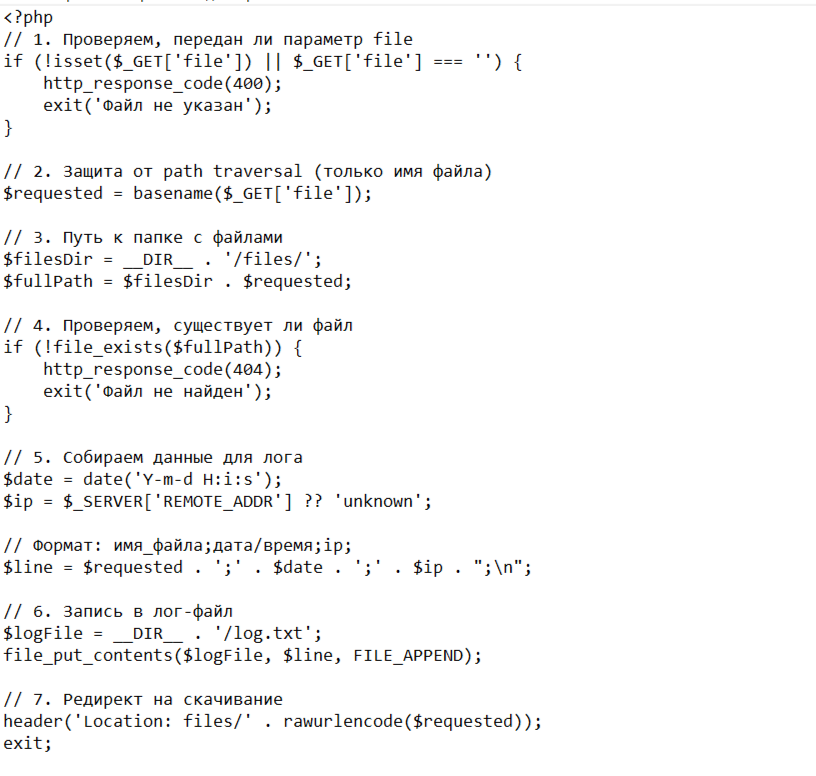 <?php
// 1. Проверяем, передан ли параметр file
if (!isset($_GET['file']) || $_GET['file'] === '') {
    http_response_code(400);
    exit('Файл не указан');
}

// 2. Защита от path traversal (только имя файла)
$requested = basename($_GET['file']);

// 3. Путь к папке с файлами
$filesDir = __DIR__ . '/files/';
$fullPath = $filesDir . $requested;

// 4. Проверяем, существует ли файл
if (!file_exists($fullPath)) {
    http_response_code(404);
    exit('Файл не найден');
}

// 5. Собираем данные для лога
$date = date('Y-m-d H:i:s');
$ip = $_SERVER['REMOTE_ADDR'] ?? 'unknown';

// Формат: имя_файла;дата/время;ip;
$line = $requested . ';' . $date . ';' . $ip . ";\n";

// 6. Запись в лог-файл
$logFile = __DIR__ . '/log.txt';
file_put_contents($logFile, $line, FILE_APPEND);

// 7. Редирект на скачивание
header('Location: files/' . rawurlencode($requested));
exit;